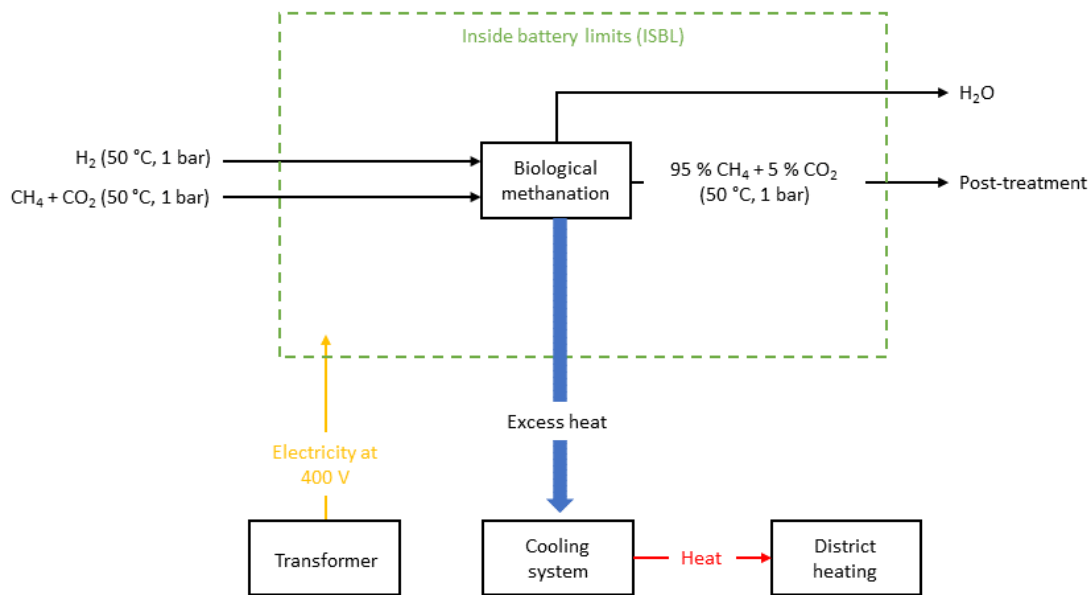 Inside battery limits (ISBL)
H₂O
H₂ (50 °C, 1 bar)
CH₄ + CO₂ (50 °C, 1 bar)
Biological
methanation
95 % CH₄ + 5 % CO₂
(50 °C, 1 bar)
Post-treatment
Excess heat
Electricity at
400 V
Transformer
Cooling
system
Heat
District
heating